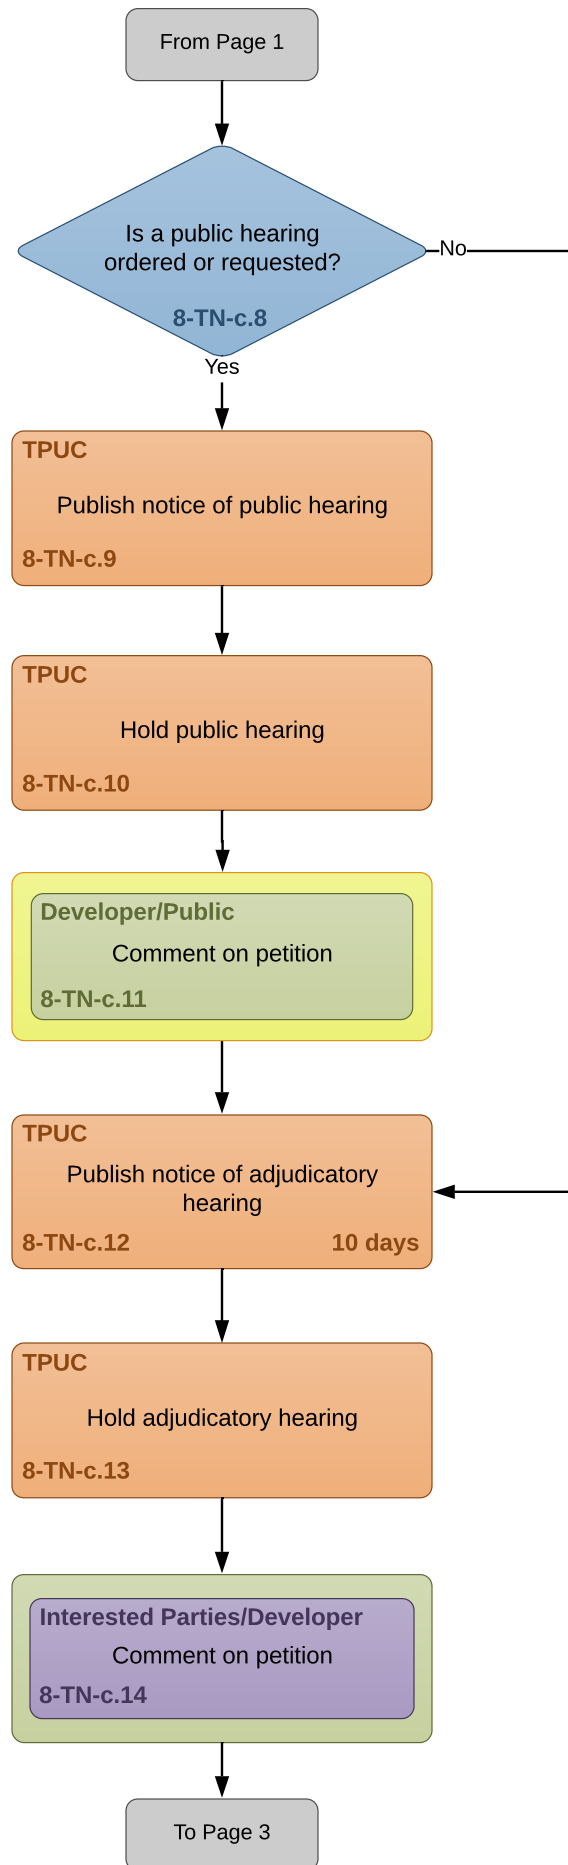 From Page 1
Is a public hearing
ordered or requested?
8-TN-c.8
No
Yes
TPUC
Publish notice of public hearing
8-TN-c.9
TPUC
Hold public hearing
8-TN-c.10
Developer/Public
Comment on petition
8-TN-c.11
TPUC
Publish notice of adjudicatory
hearing
8-TN-c.12 10 days
TPUC
Hold adjudicatory hearing
8-TN-c.13
Interested Parties/Developer
Comment on petition
8-TN-c.14
To Page 3